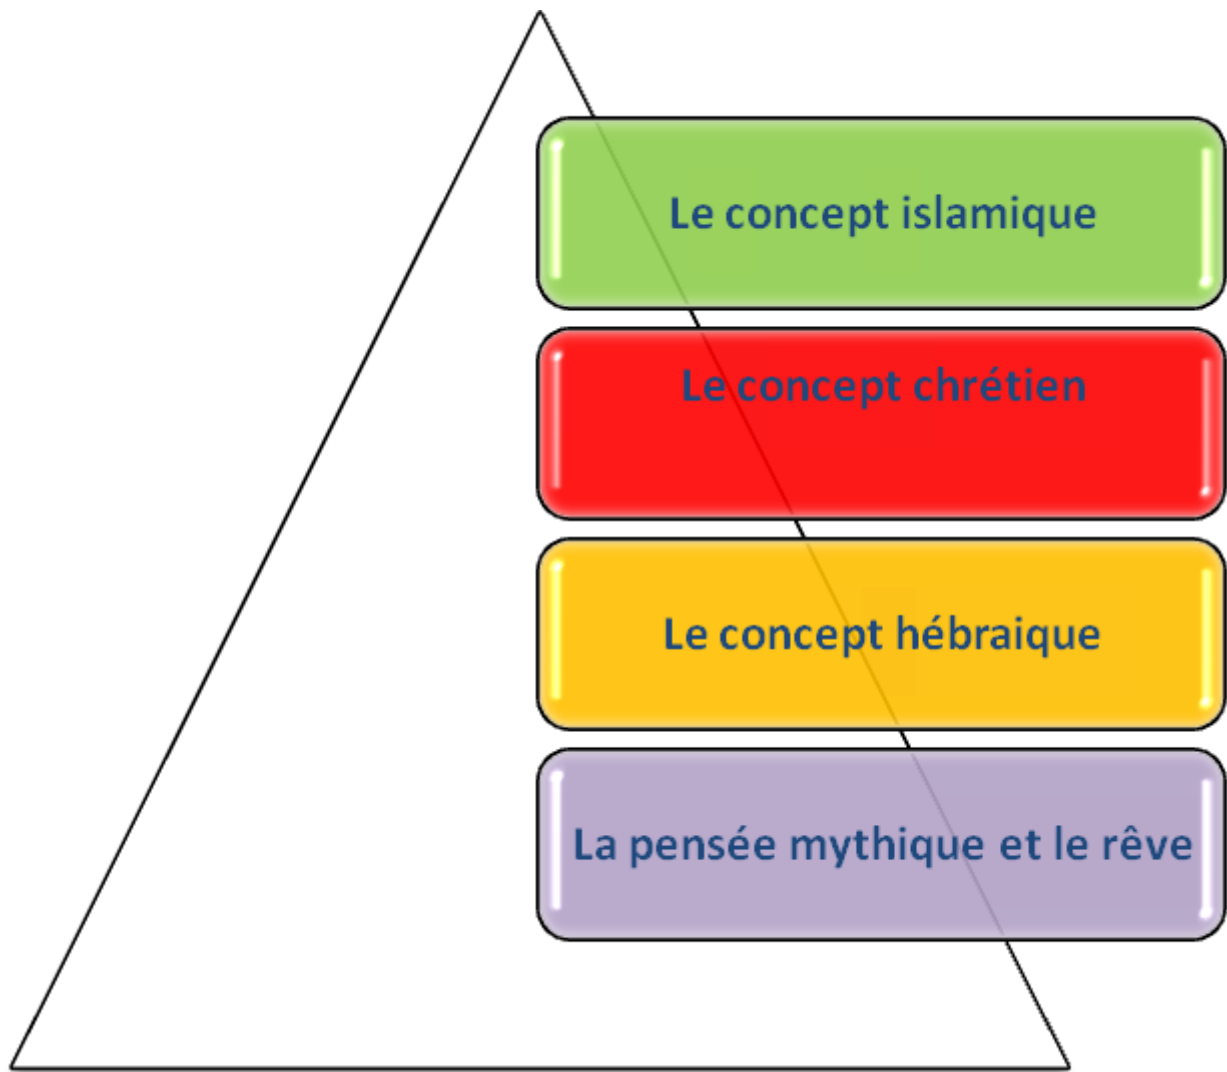 Le concept islamique
Le concept chrétien
Le concept hébraique
La pensée mythique et le rêve